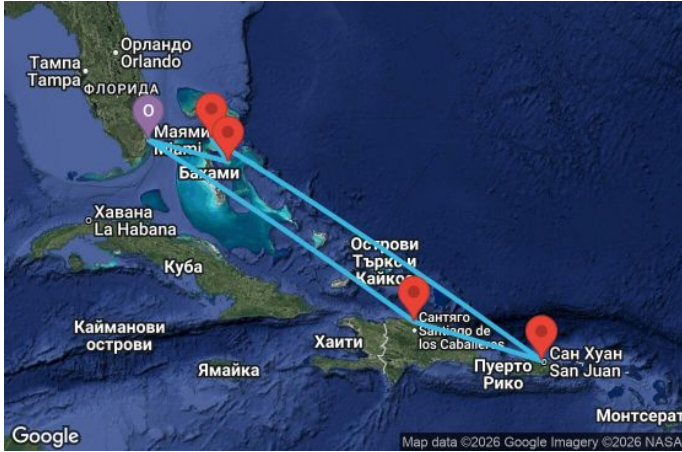 Орландо
Orlando
Тампа
Tampa
ФЛОРИДА
O
Маями
Miami
Бахами
Хавана
La Habana
Куба
Острови
Търкс и
Кайкос
Кайманови
острови
Ямайка
Хаити
Сантяго
Santiago de
los Caballeros
Пуерто
Рико
Сан Хуан
San Juan
Монтсерат
Google
Map data ©2026 Google Imagery ©2026 NASA